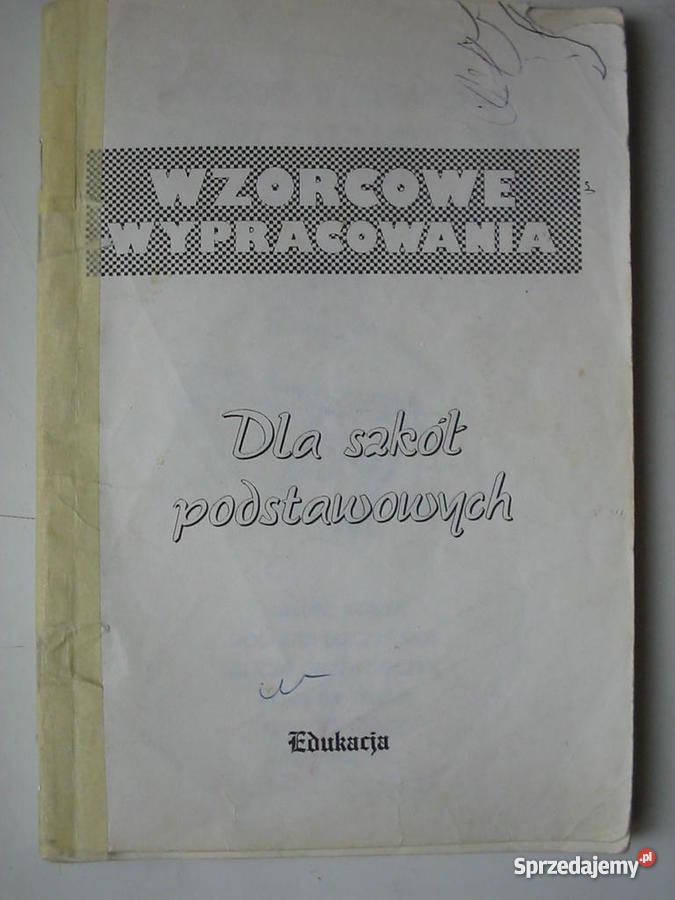 WZORCOWE
WYPRACOWANIA
Dla szkół
podstawowych
Edukacja
Sprzedajemy.pl